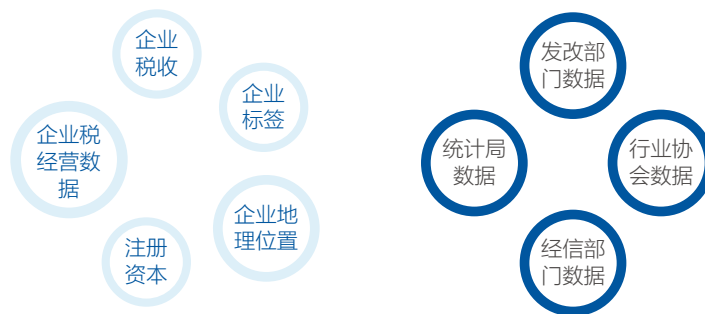 企业
税收
企业
标签
企业税
经营数
据
企业地
理位置
注册
资本
发改部
门数据
统计局
数据
行业协
会数据
经信部
门数据